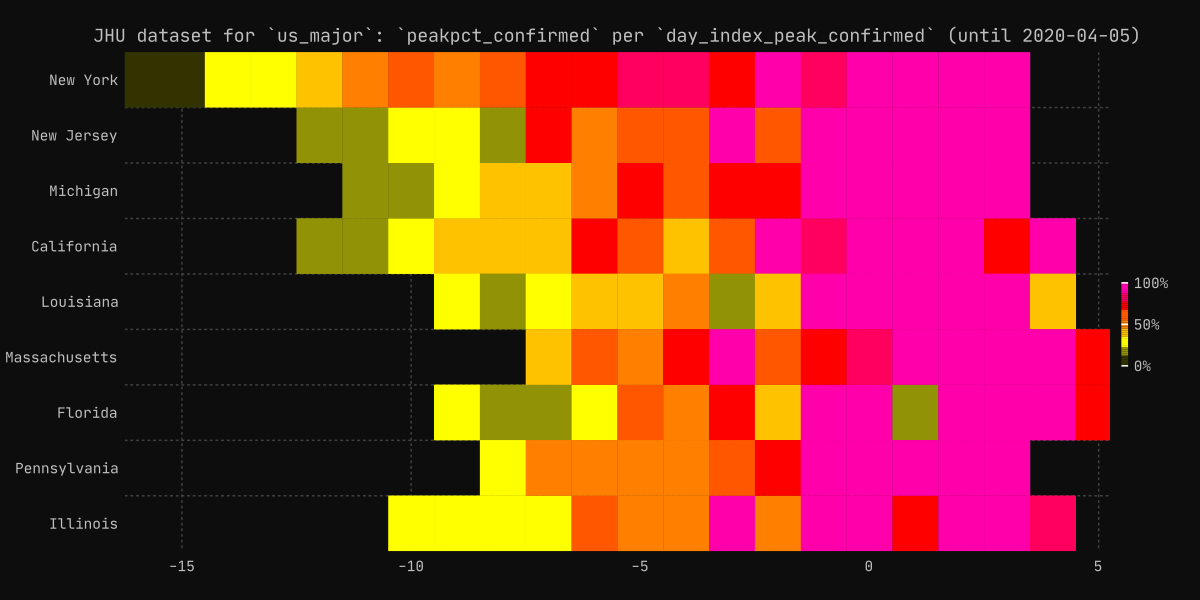 JHU dataset for `us_major`: `peakpct_confirmed` per `day_index_peak_confirmed` (until 2020-04-05)
New York
New Jersey
Michigan
California
Louisiana
Massachusetts
Florida
Pennsylvania
Illinois
100%
50%
0%
-15 -10 -5 0 5